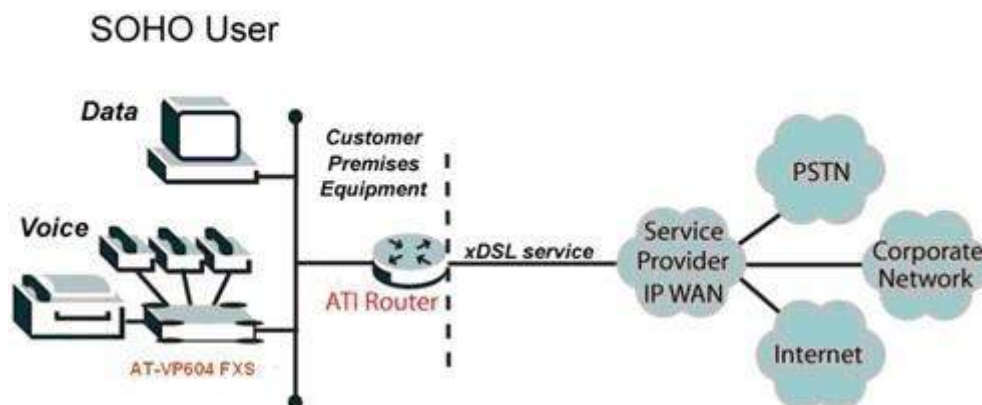 SOHO User
Data
Customer
Premises
Equipment
Voice
ATI Router
AT-VP604 FXS
xDSL service
Service
Provider
IP WAN
PSTN
Corporate
Network
Internet